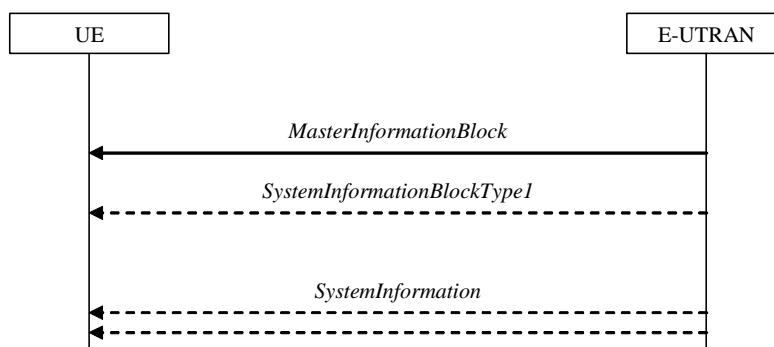 UE
E-UTRAN
MasterInformationBlock
SystemInformationBlockType1
SystemInformation